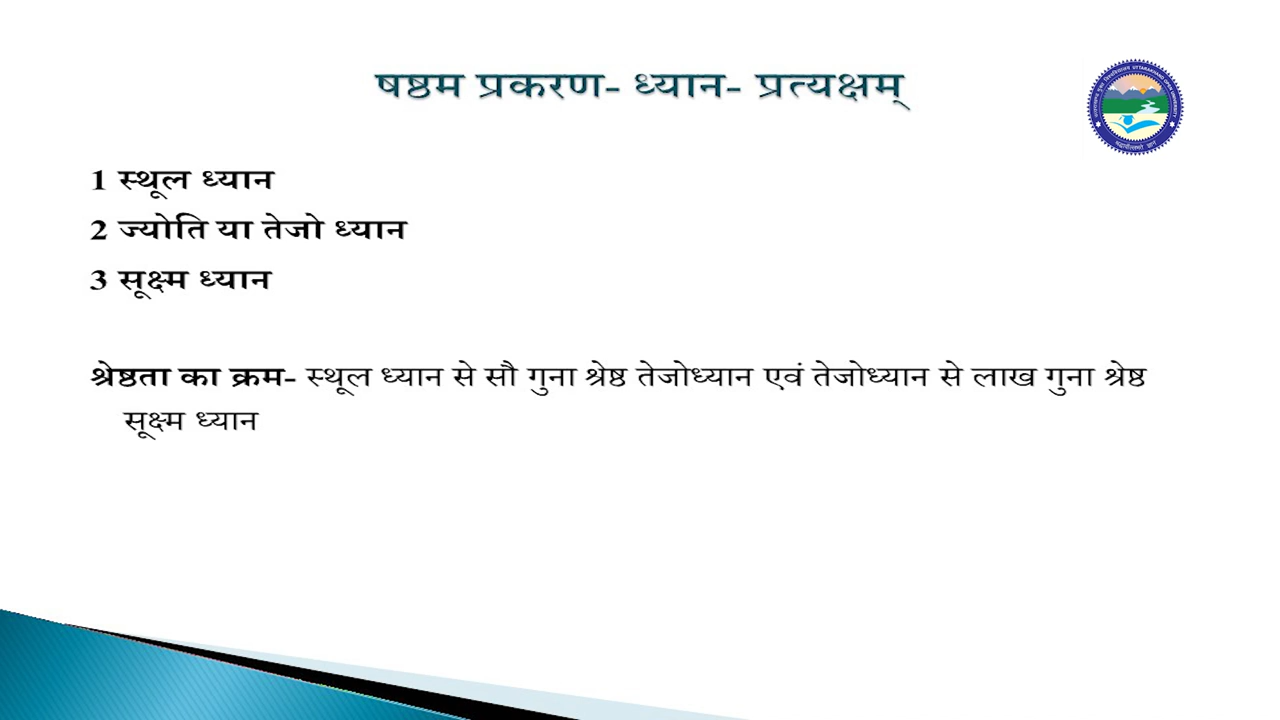 षष्ठम प्रकरण- ध्यान- प्रत्यक्षम्
1 स्थूल ध्यान
2 ज्योति या तेजो ध्यान
3 सूक्ष्म ध्यान
श्रेष्ठता का क्रम- स्थूल ध्यान से सौ गुना श्रेष्ठ तेजोध्यान एवं तेजोध्यान से लाख गुना श्रेष्ठ
सूक्ष्म ध्यान